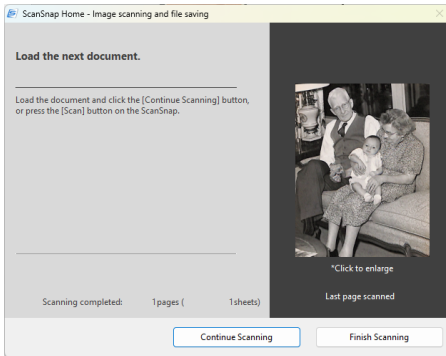 ScanSnap Home - Image scanning and file saving
Load the next document.
Load the document and click the [Continue Scanning] button,
or press the [Scan] button on the ScanSnap.
*Click to enlarge
Scanning completed: 1pages ( 1sheets)
Last page scanned
Continue Scanning
Finish Scanning